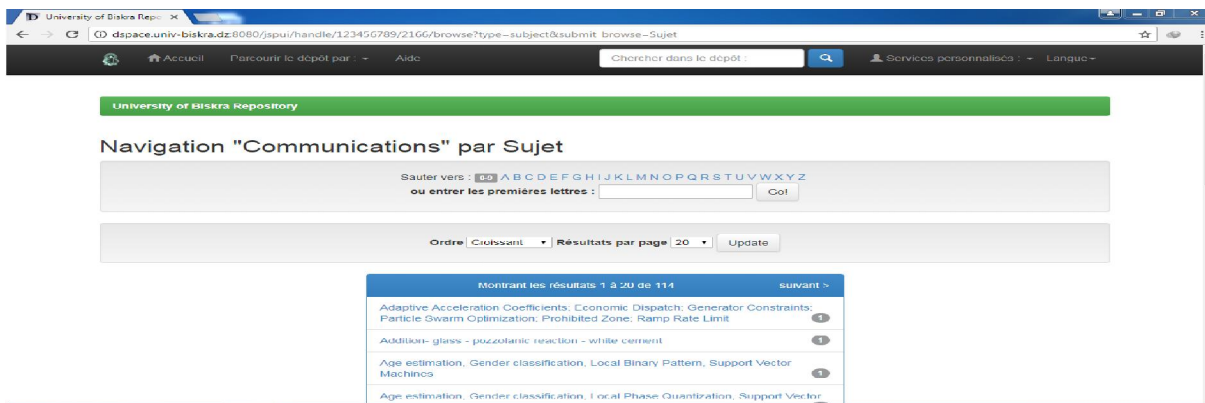 University of Biskra Repo
dspace.univ-biskra.dz:8080/jspui/handle/123456789/2166/browse?type=subject&submit_browse=Sujet
Accueil Parcourir le dépôt par : Aide Chercher dans le dépôt : Services personnalisés : Langue
University of Biskra Repository
Navigation "Communications" par Sujet
Sauter vers : 0-9 A B C D E F G H I J K L M N O P Q R S T U V W X Y Z
ou entrer les premières lettres : Go!
Ordre Croissant Résultats par page 20 Update
Montrant les résultats 1 à 20 de 114 suivant >
Adaptive Acceleration Coefficients; Economic Dispatch; Generator Constraints;
Particle Swarm Optimization; Prohibited Zone; Ramp Rate Limit 1
Addition- glass - pozzolanic reaction - white cement 1
Age estimation, Gender classification, Local Binary Pattern, Support Vector
Machines 1
Age estimation, Gender classification, Local Phase Quantization, Support Vector